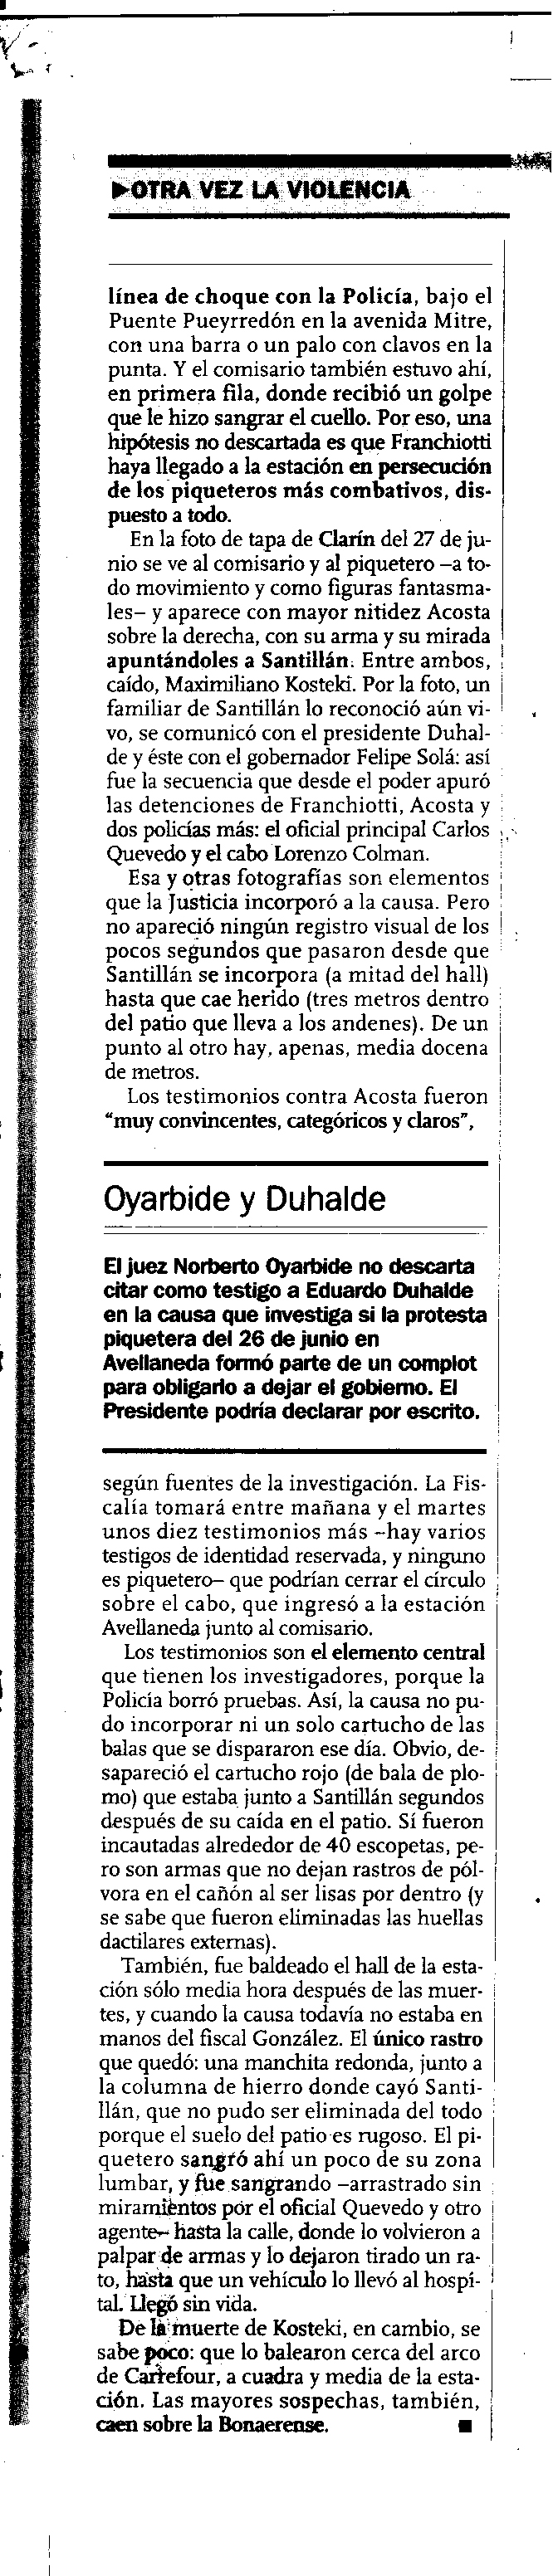 ▶OTRA VEZ LA VIOLENCIA
línea de choque con la Policía, bajo el
Puente Pueyrredón en la avenida Mitre,
con una barra o un palo con clavos en la
punta. Y el comisario también estuvo ahí,
en primera fila, donde recibió un golpe
que le hizo sangrar el cuello. Por eso, una
hipótesis no descartada es que Franchiotti
haya llegado a la estación en persecución
de los piqueteros más combativos, dis-
puesto a todo.
En la foto de tapa de Clarín del 27 de ju-
nio se ve al comisario y al piquetero –a to-
do movimiento y como figuras fantasma-
les– y aparece con mayor nitidez Acosta
sobre la derecha, con su arma y su mirada
apuntándoles a Santillán. Entre ambos,
caído, Maximiliano Kosteki. Por la foto, un
familiar de Santillán lo reconoció aún vi-
vo, se comunicó con el presidente Duhal-
de y éste con el gobernador Felipe Solá: así
fue la secuencia que desde el poder apuró
las detenciones de Franchiotti, Acosta y
dos policías más: el oficial principal Carlos
Quevedo y el cabo Lorenzo Colman.
Esa y otras fotografías son elementos
que la Justicia incorporó a la causa. Pero
no apareció ningún registro visual de los
pocos segundos que pasaron desde que
Santillán se incorpora (a mitad del hall)
hasta que cae herido (tres metros dentro
del patio que lleva a los andenes). De un
punto al otro hay, apenas, media docena
de metros.
Los testimonios contra Acosta fueron
“muy convincentes, categóricos y claros”,
Oyarbide y Duhalde
El juez Norberto Oyarbide no descarta
citar como testigo a Eduardo Duhalde
en la causa que investiga si la protesta
piquetera del 26 de junio en
Avellaneda formó parte de un complot
para obligarlo a dejar el gobierno. El
Presidente podría declarar por escrito.
según fuentes de la investigación. La Fis-
calía tomará entre mañana y el martes
unos diez testimonios más –hay varios
testigos de identidad reservada, y ninguno
es piquetero– que podrían cerrar el círculo
sobre el cabo, que ingresó a la estación
Avellaneda junto al comisario.
Los testimonios son el elemento central
que tienen los investigadores, porque la
Policía borró pruebas. Así, la causa no pu-
do incorporar ni un solo cartucho de las
balas que se dispararon ese día. Obvio, de-
sapareció el cartucho rojo (de bala de plo-
mo) que estaba junto a Santillán segundos
después de su caída en el patio. Sí fueron
incautadas alrededor de 40 escopetas, pe-
ro son armas que no dejan rastros de pól-
vora en el cañón al ser lisas por dentro (y
se sabe que fueron eliminadas las huellas
dactilares externas).
También, fue baldeado el hall de la esta-
ción sólo media hora después de las muer-
tes, y cuando la causa todavía no estaba en
manos del fiscal González. El único rastro
que quedó: una manchita redonda, junto a
la columna de hierro donde cayó Santi-
llán, que no pudo ser eliminada del todo
porque el suelo del patio es rugoso. El pi-
quetero sangró ahí un poco de su zona
lumbar, y fue sangrando –arrastrado sin
miramientos por el oficial Quevedo y otro
agente– hasta la calle, donde lo volvieron a
palpar de armas y lo dejaron tirado un ra-
to, hasta que un vehículo lo llevó al hospi-
tal. Llegó sin vida.
De la muerte de Kosteki, en cambio, se
sabe poco: que lo balearon cerca del arco
de Carrefour, a cuadra y media de la esta-
ción. Las mayores sospechas, también,
caen sobre la Bonaerense. ■